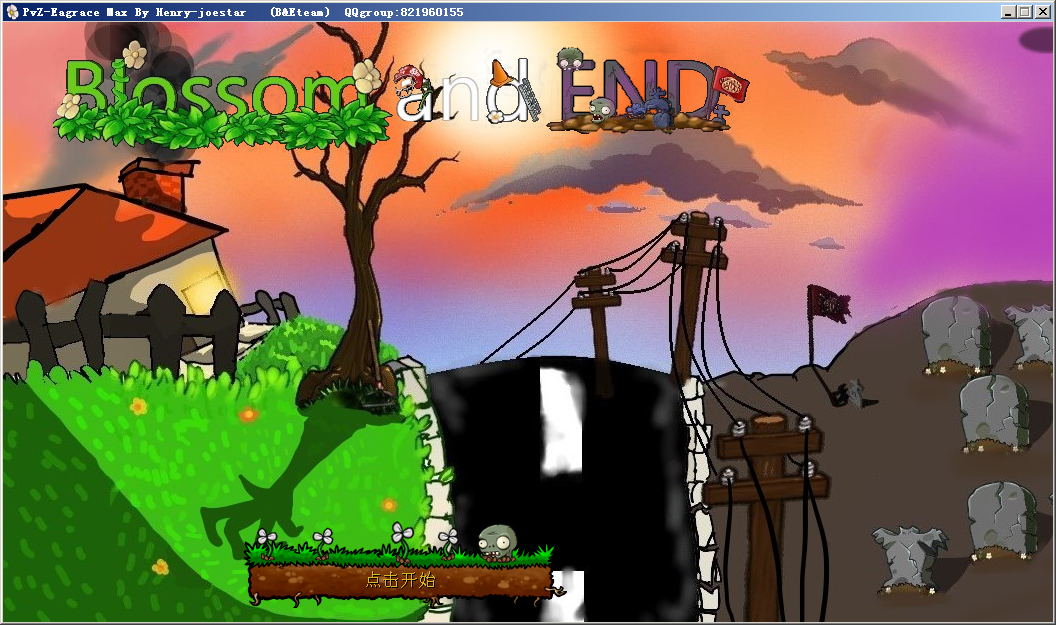 PvZ-Eagrace Max By Henry-joestar (B&Eteam) QQgroup:821960155
Blossom and END
点击开始